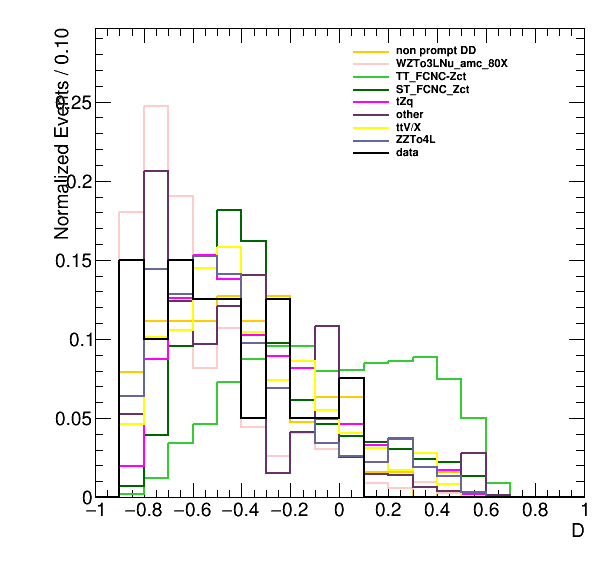 Normalized Events / 0.10
non prompt DD
WZTo3LNu_amc_80X
TT_FCNC-Zct
ST_FCNC_Zct
tZq
other
ttV/X
ZZTo4L
data
0.25
0.2
0.15
0.1
0.05
0
-1 -0.8 -0.6 -0.4 -0.2 0 0.2 0.4 0.6 0.8 1
D